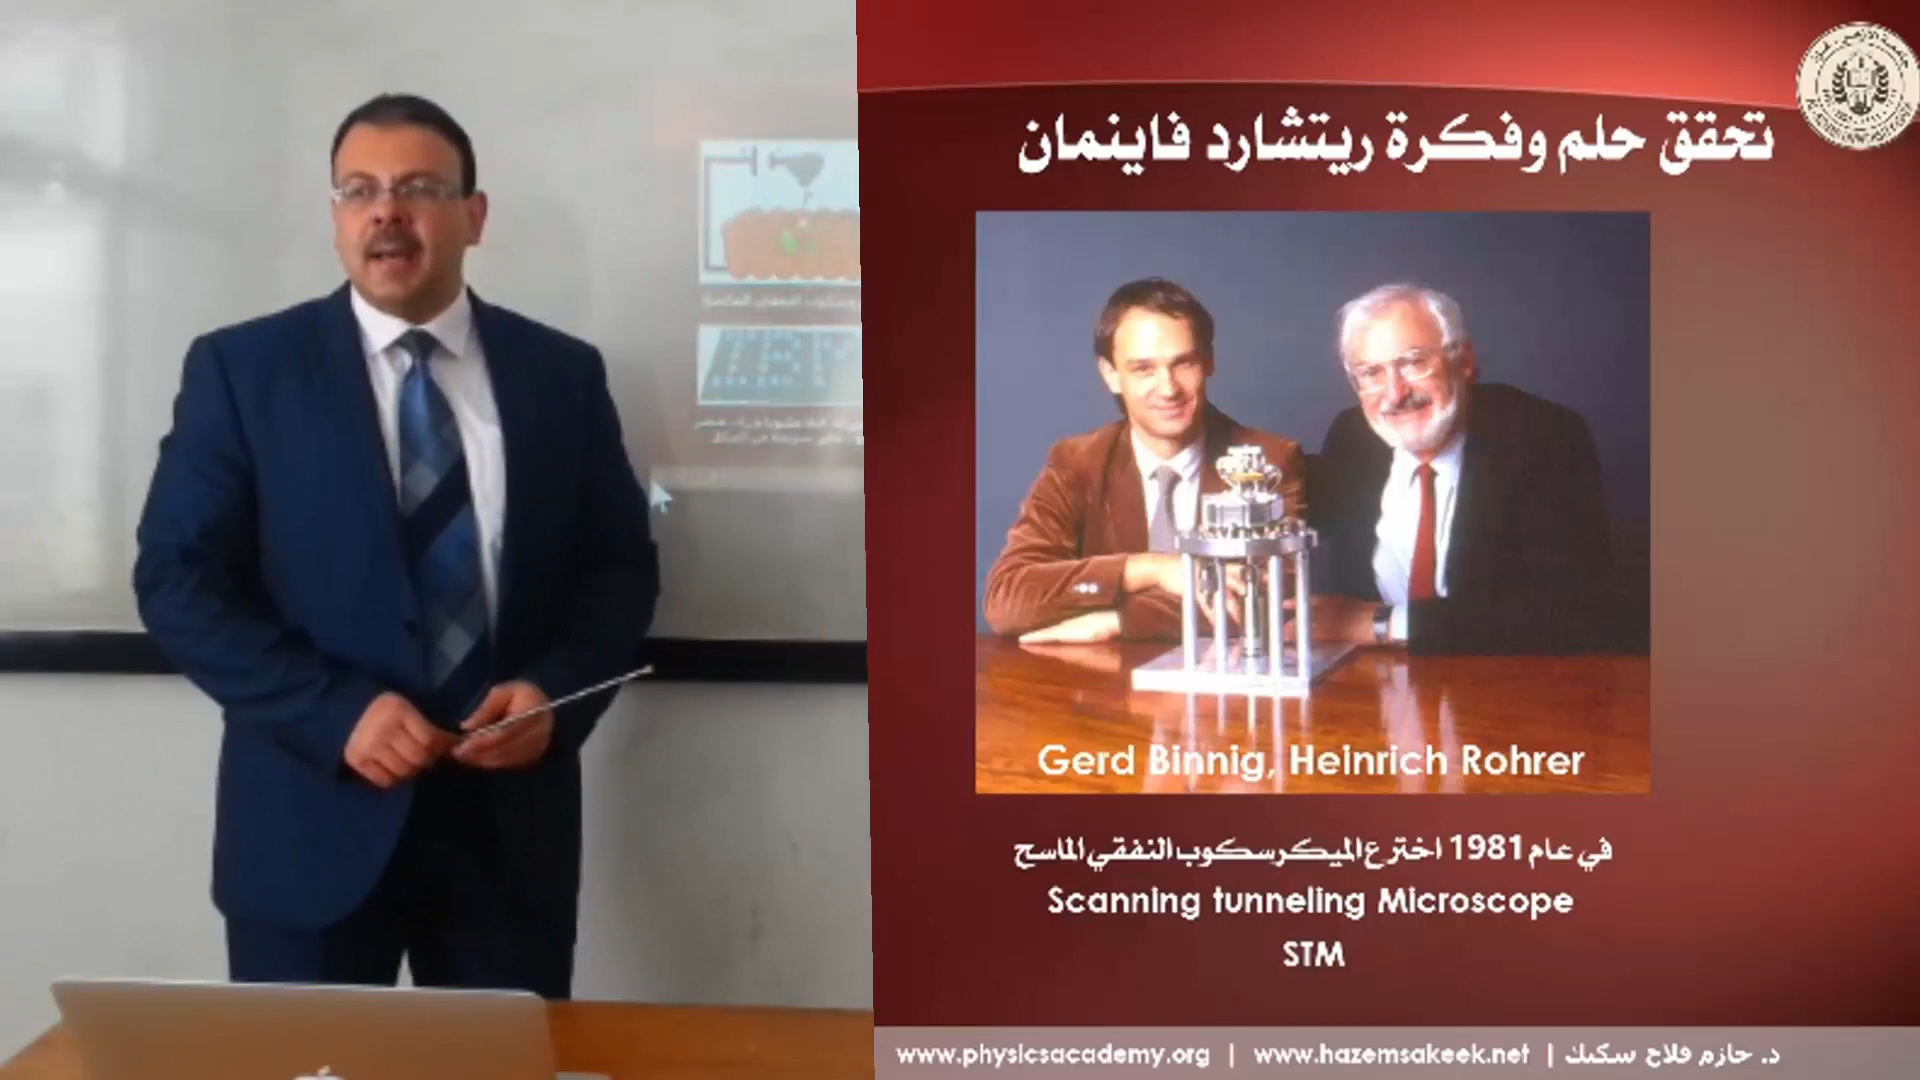 تحقق حلم وفكرة ريتشارد فاينمان
Gerd Binnig, Heinrich Rohrer
في عام 1981 اخترع الميكرسكوب النفقي الماسح
Scanning tunneling Microscope
STM
www.physicsacademy.org | www.hazemsakeek.net | د. حازم فلاح سكيك